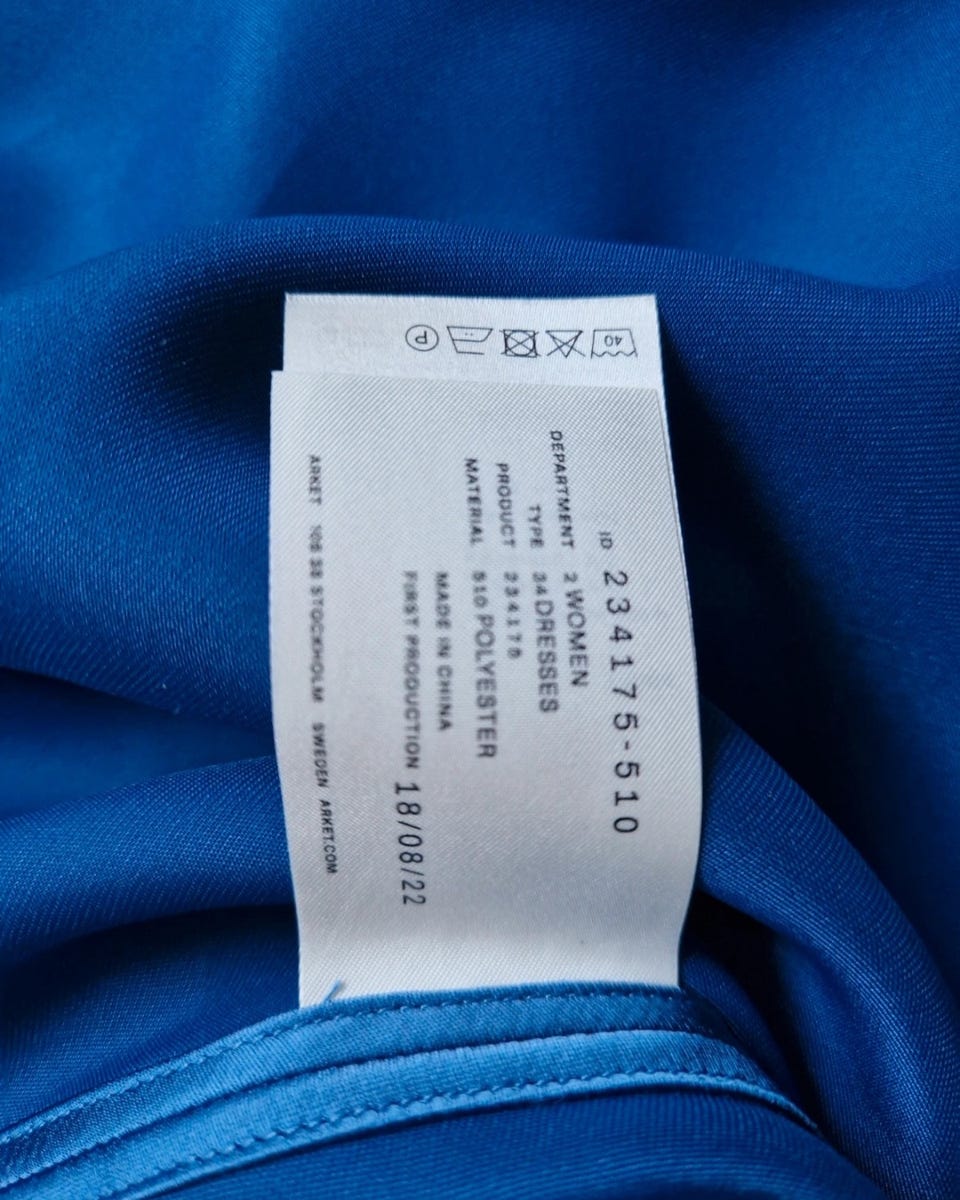 40
P
ID 234175-510
DEPARTMENT 2 WOMEN
TYPE 34 DRESSES
PRODUCT 234175
MATERIAL 510 POLYESTER
MADE IN CHINA
FIRST PRODUCTION 18/08/22
ARKET 106 38 STOCKHOLM SWEDEN ARKET.COM